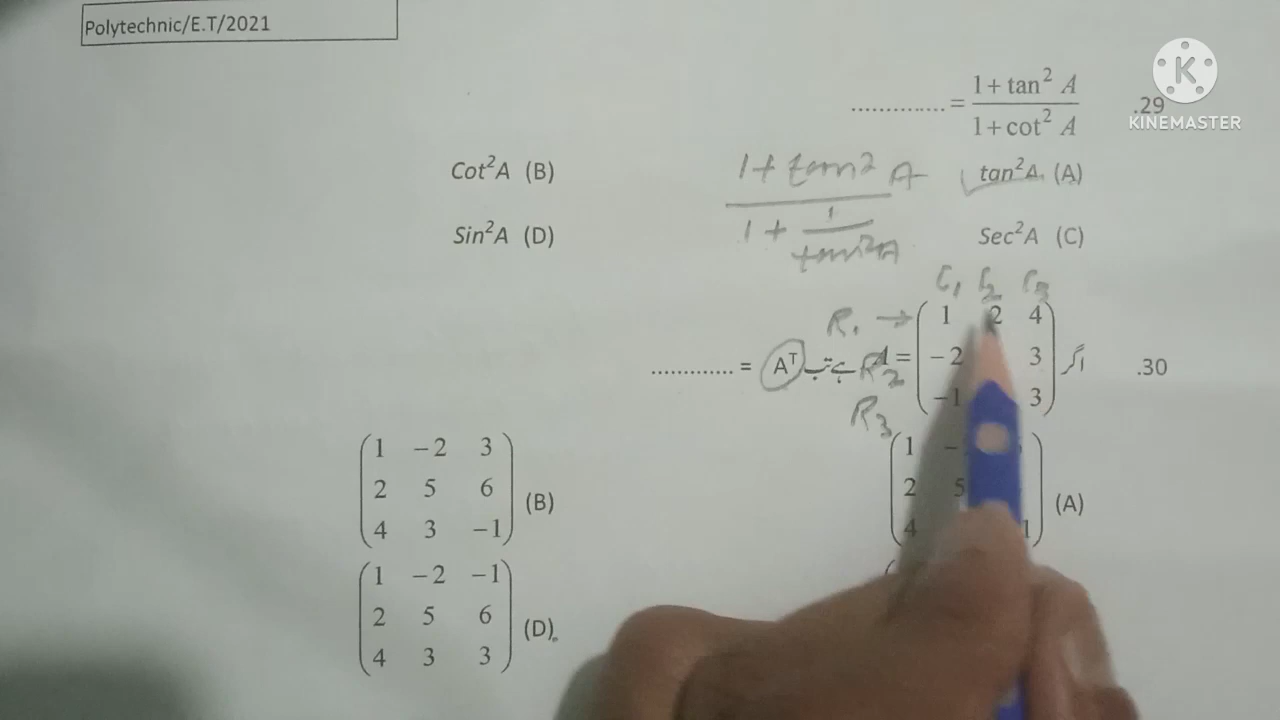 Polytechnic/E.T/2021
KINEMASTER
.29 (1 + tan² A)/(1 + cot² A) = ..............
tan²A (A)
Cot²A (B)
Sec²A (C)
Sin²A (D)
1 + tan² A
1 + 1/tan²A
C₁ C₂ C₃
R₁ → 1 2 4
R₂ -2 3
R₃ -1 3
.30 اگر A = ہے تب Aᵀ = .............
(A)
1
2 5
4 1
(B)
1 -2 3
2 5 6
4 3 -1
(D)
1 -2 -1
2 5 6
4 3 3